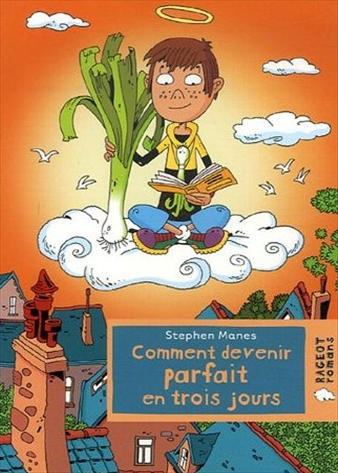 Stephen Manes
Comment devenir
parfait
en trois jours
RAGEOT
romans